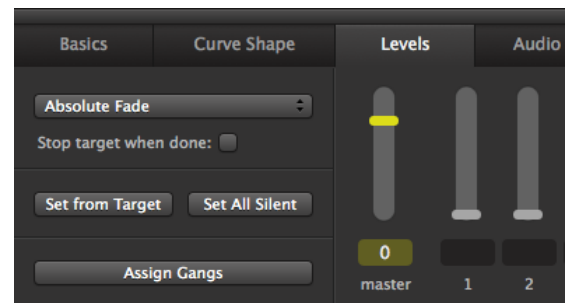 Basics Curve Shape Levels Audio
Absolute Fade
Stop target when done:
Set from Target Set All Silent
Assign Gangs
0
master 1 2